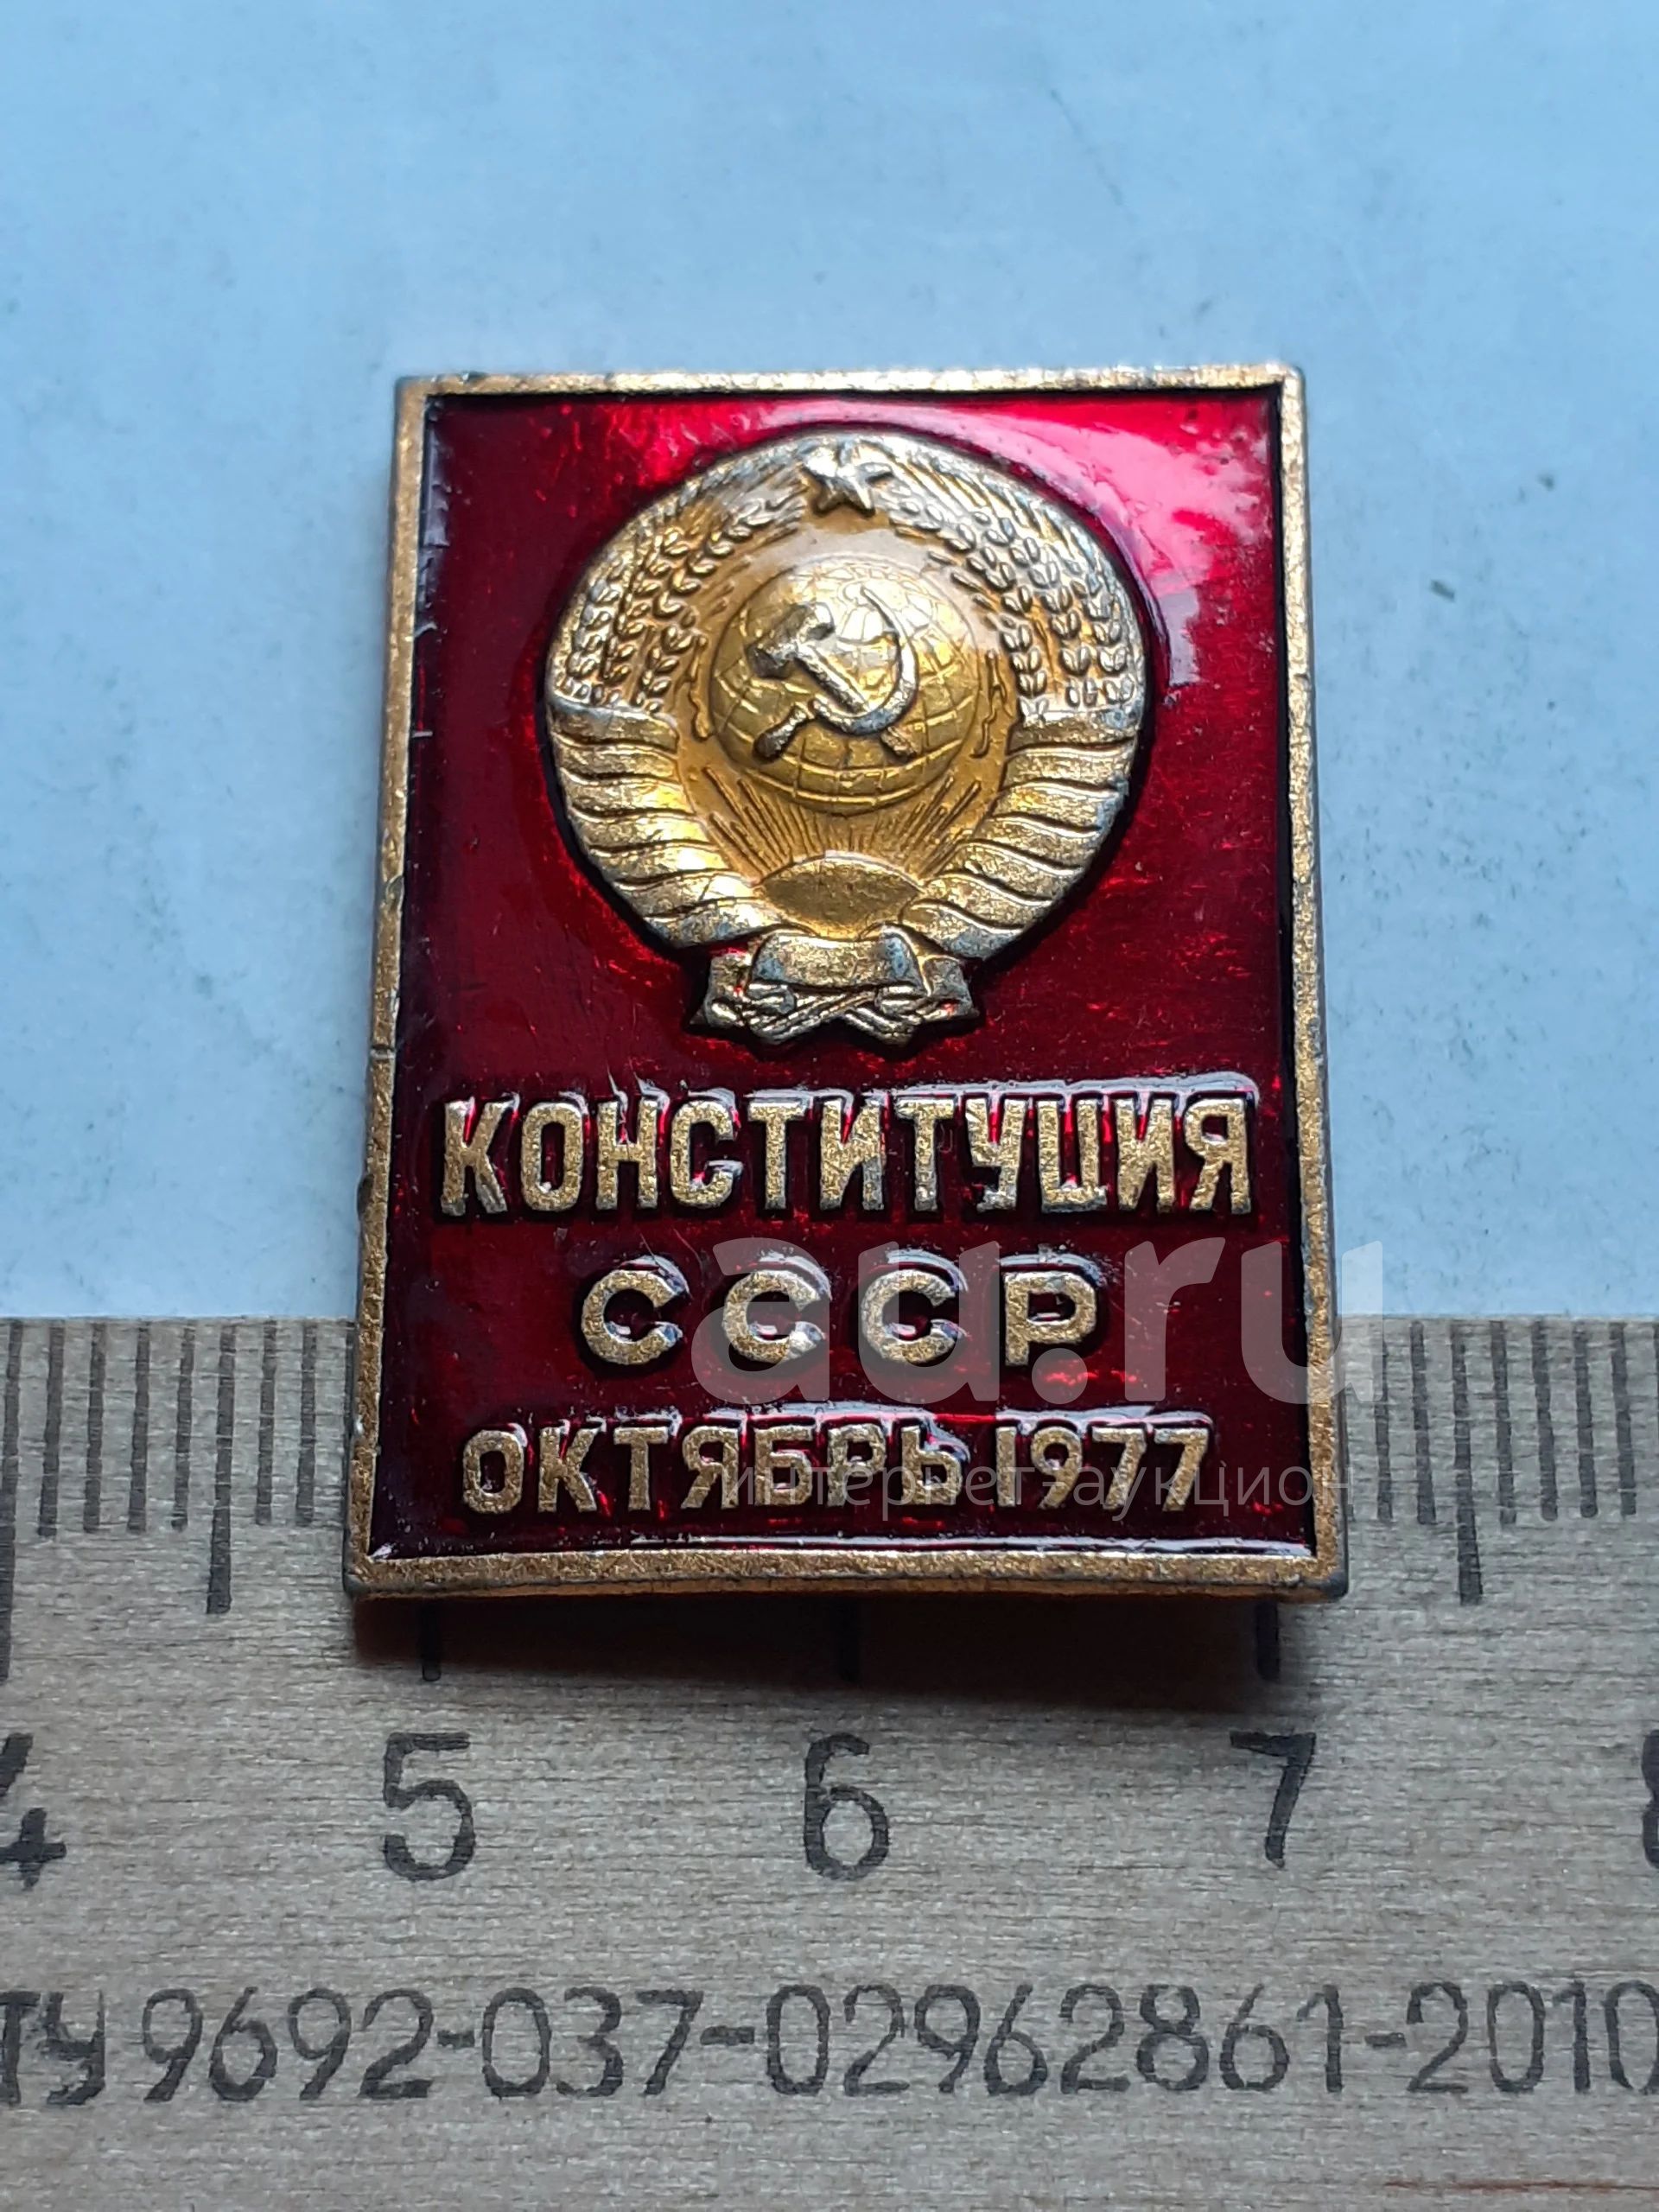 КОНСТИТУЦИЯ
СССР
ОКТЯБРЬ 1977
au.ru
интернет-аукцион
4 5 6 7 8
ТУ 9692-037-02962861-2010